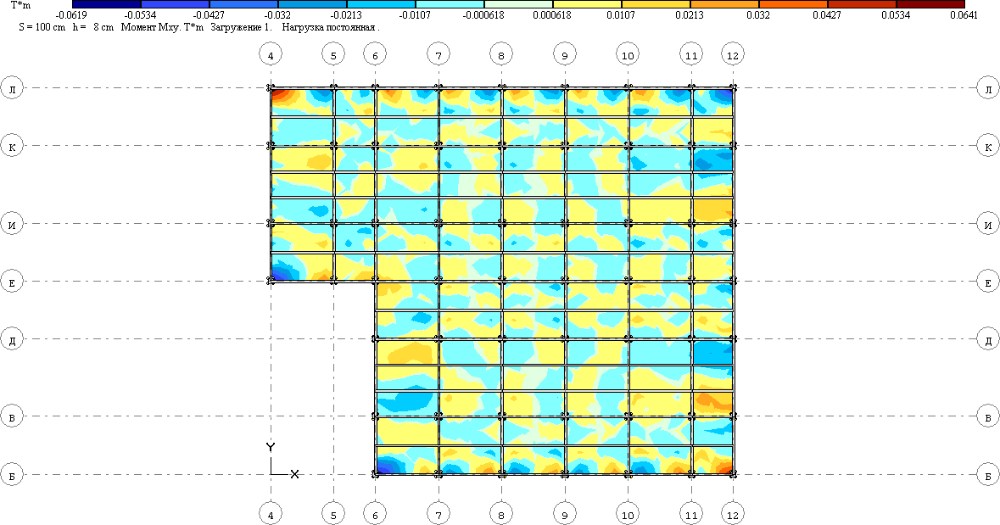 T*m
-0.0619 -0.0534 -0.0427 -0.032 -0.0213 -0.0107 -0.000618 0.000618 0.0107 0.0213 0.032 0.0427 0.0534 0.0641
S = 100 cm h = 8 cm Момент Мху. T*m Загружение 1. Нагрузка постоянная .
4 5 6 7 8 9 10 11 12
Л Л
К К
И И
Е Е
Д Д
В В
Y
X
Б Б
4 5 6 7 8 9 10 11 12